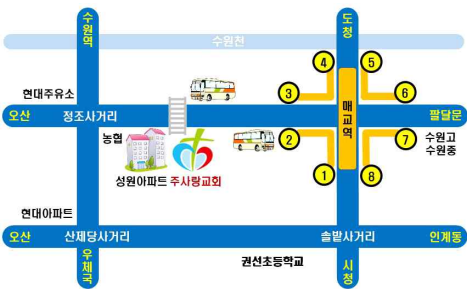 수원역
도청
수원천
4
5
현대주유소
3
6
오산
정조사거리
매교역
팔달문
농협
2
7
수원고
수원중
성원아파트
주사랑교회
1
8
현대아파트
오산
산제당사거리
솔밭사거리
인계동
우체국
권선초등학교
시청